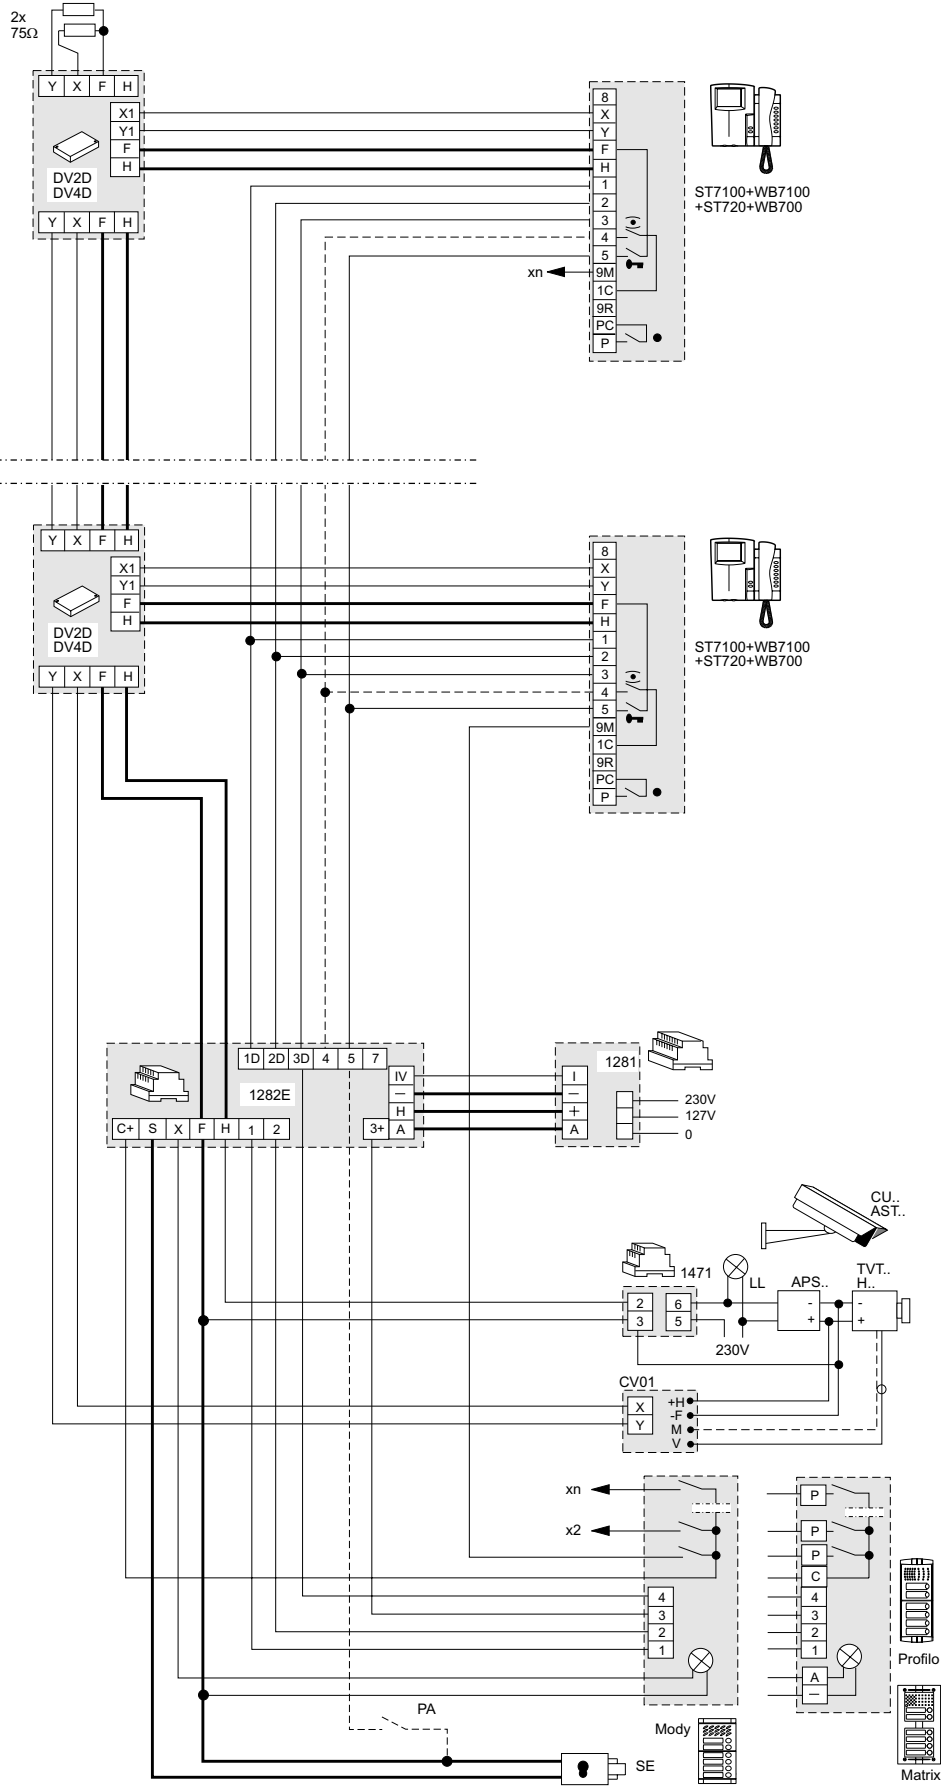 2x
75Ω
Y X F H
X1
Y1
F
H
DV2D
DV4D
Y X F H
8
X
Y
F
H
1
2
3
4
5
9M
1C
9R
PC
P
xn
ST7100+WB7100
+ST720+WB700
Y X F H
X1
Y1
F
H
DV2D
DV4D
Y X F H
8
X
Y
F
H
1
2
3
4
5
9M
1C
9R
PC
P
ST7100+WB7100
+ST720+WB700
1D 2D 3D 4 5 7
1282E
IV
—
H
3+ A
C+ S X F H 1 2
1281
I
—
+
A
230V
127V
0
CU..
AST..
1471
2 6
3 5
LL
230V
APS..
-
+
TVT..
H..
-
+
CV01
X
Y
+H
-F
M
V
xn
x2
4
3
2
1
P
P
P
C
4
3
2
1
A
—
Profilo
Matrix
Mody
PA
SE